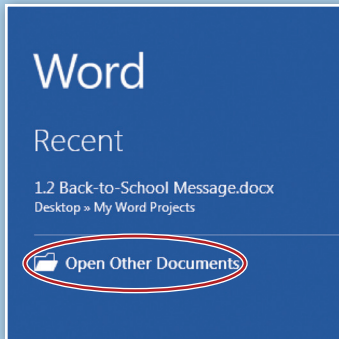 Word
Recent
1.2 Back-to-School Message.docx
Desktop » My Word Projects
Open Other Documents